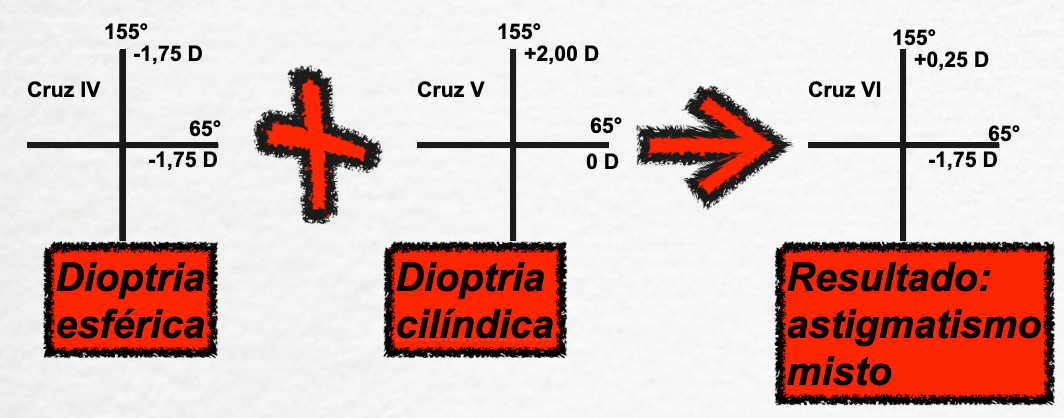 155°
-1,75 D
Cruz IV
65°
-1,75 D
Dioptria
esférica
155°
+2,00 D
Cruz V
65°
0 D
Dioptria
cilíndica
155°
+0,25 D
Cruz VI
65°
-1,75 D
Resultado:
astigmatismo
misto